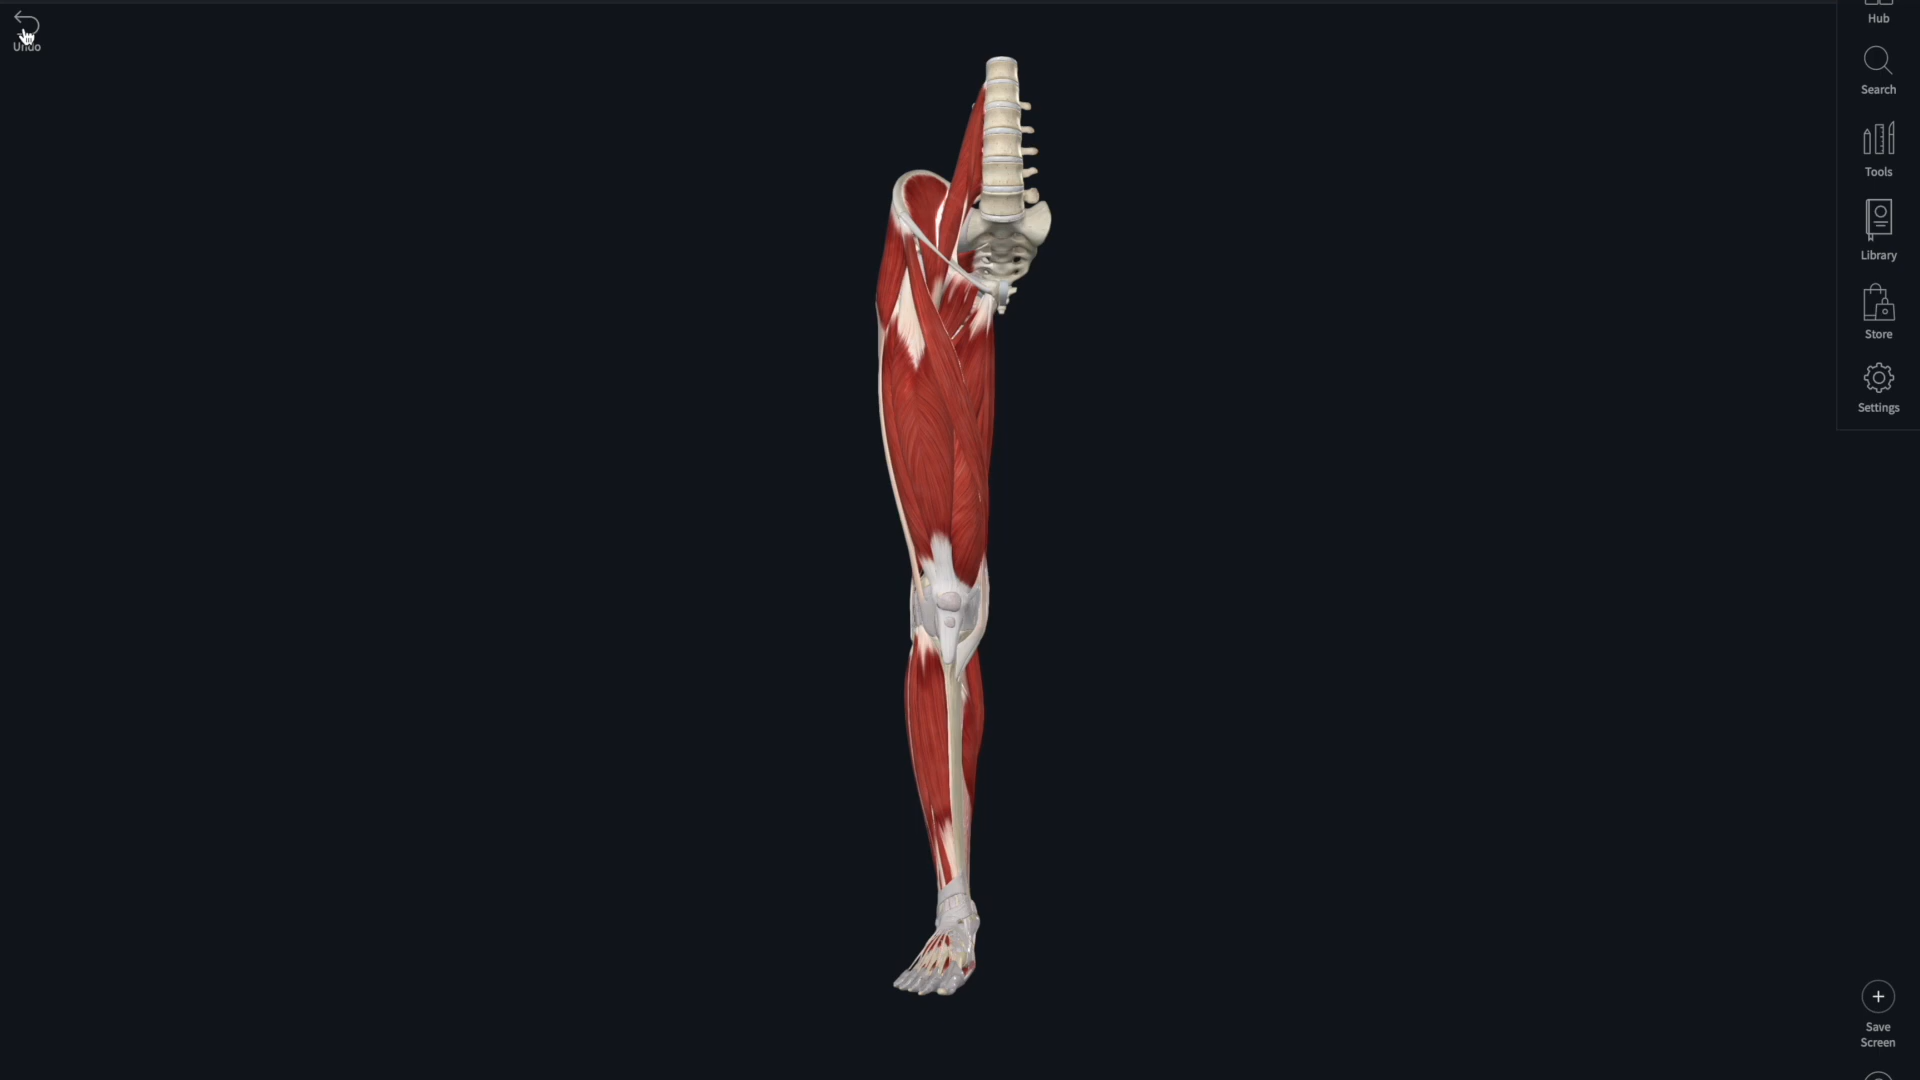 Undo
Hub
Search
Tools
Library
Store
Settings
Save
Screen